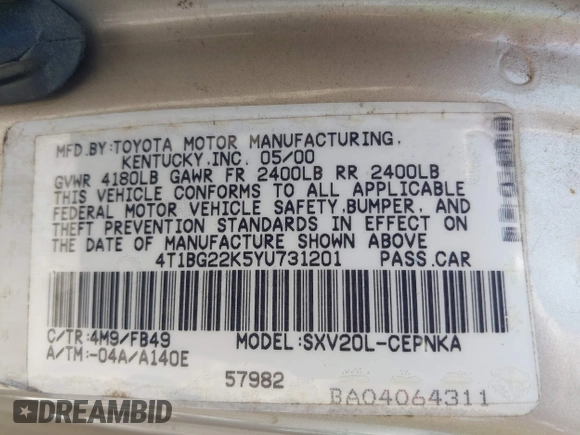 MFD.BY:TOYOTA MOTOR MANUFACTURING,
KENTUCKY,INC. 05/00
GVWR 4180LB GAWR FR 2400LB RR 2400LB
THIS VEHICLE CONFORMS TO ALL APPLICABLE
FEDERAL MOTOR VEHICLE SAFETY,BUMPER, AND
THEFT PREVENTION STANDARDS IN EFFECT ON
THE DATE OF MANUFACTURE SHOWN ABOVE
4T1BG22K5YU731201 PASS.CAR
C/TR:4M9/FB49 MODEL:SXV20L-CEPNKA
A/TM:-04A/A140E
57982 BA04064311
DREAMBID